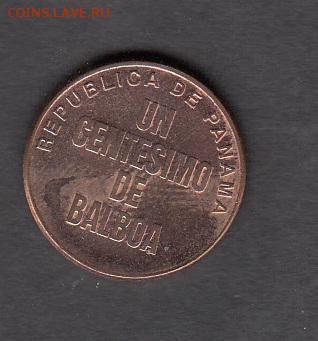 COINS.LAVE.RU
REPUBLICA DE PANAMA
UN
CENTESIMO
DE
BALBOA